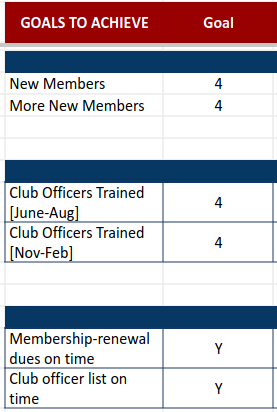 GOALS TO ACHIEVE Goal
New Members 4
More New Members 4
Club Officers Trained
[June-Aug] 4
Club Officers Trained
[Nov-Feb] 4
Membership-renewal
dues on time Y
Club officer list on
time Y